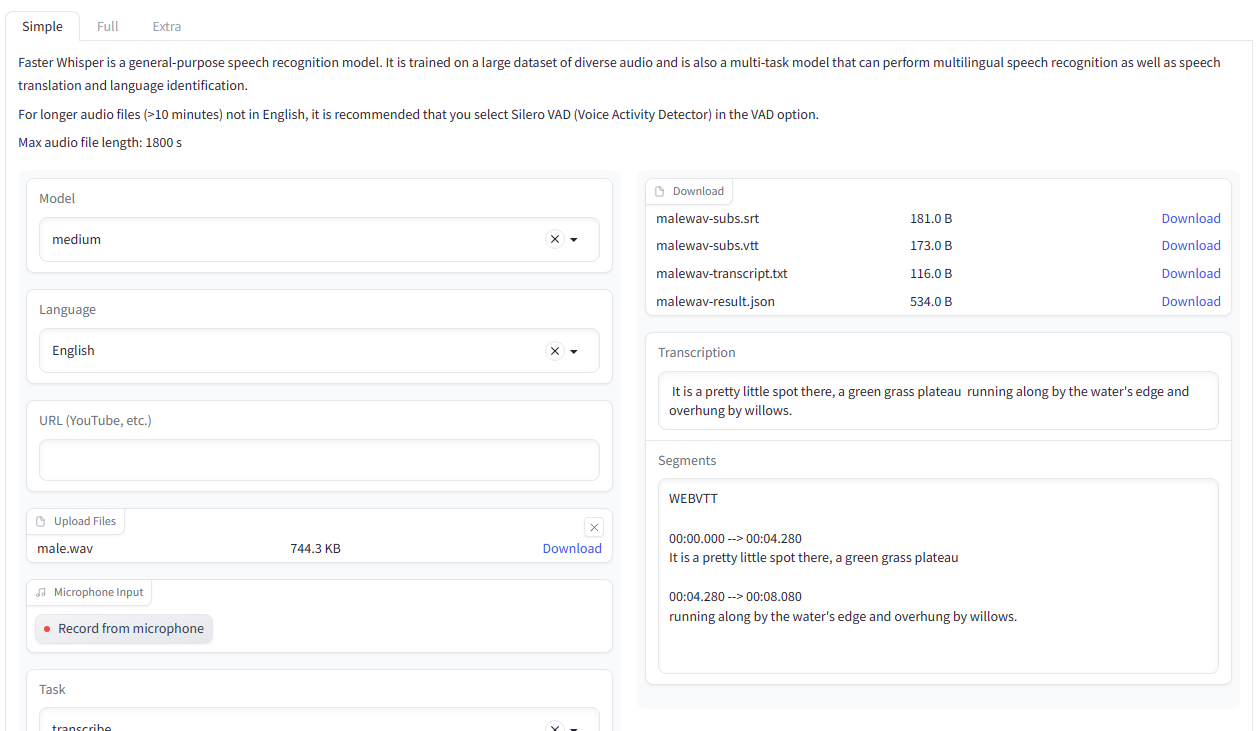 Simple Full Extra
Faster Whisper is a general-purpose speech recognition model. It is trained on a large dataset of diverse audio and is also a multi-task model that can perform multilingual speech recognition as well as speech
translation and language identification.
For longer audio files (>10 minutes) not in English, it is recommended that you select Silero VAD (Voice Activity Detector) in the VAD option.
Max audio file length: 1800 s
Model
medium
Language
English
URL (YouTube, etc.)
Upload Files
male.wav 744.3 KB Download
Microphone Input
Record from microphone
Task
transcribe
Download
malewav-subs.srt 181.0 B Download
malewav-subs.vtt 173.0 B Download
malewav-transcript.txt 116.0 B Download
malewav-result.json 534.0 B Download
Transcription
It is a pretty little spot there, a green grass plateau  running along by the water's edge and
overhung by willows.
Segments
WEBVTT
00:00.000 --> 00:04.280
It is a pretty little spot there, a green grass plateau
00:04.280 --> 00:08.080
running along by the water's edge and overhung by willows.